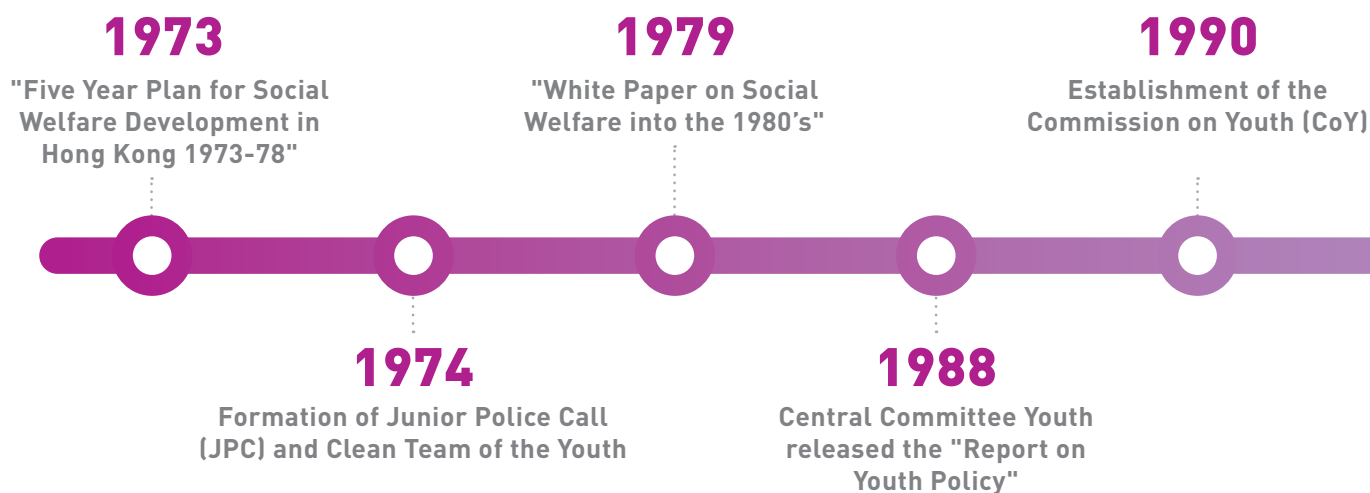 1973
"Five Year Plan for Social
Welfare Development in
Hong Kong 1973-78"
1974
Formation of Junior Police Call
(JPC) and Clean Team of the Youth
1979
"White Paper on Social
Welfare into the 1980's"
1988
Central Committee Youth
released the "Report on
Youth Policy"
1990
Establishment of the
Commission on Youth (CoY)